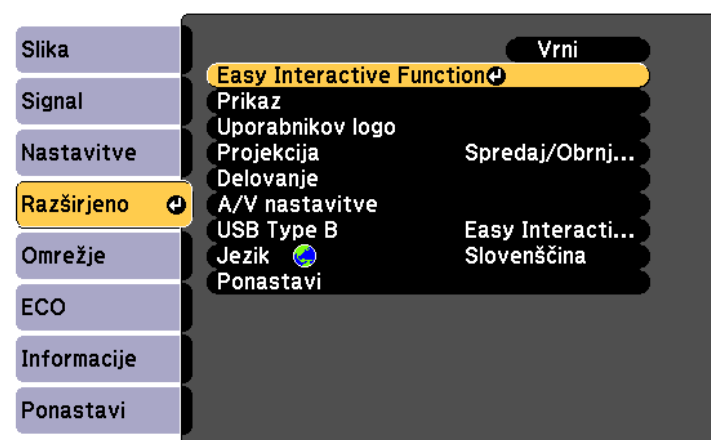 Slika
Signal
Nastavitve
Razširjeno
Omrežje
ECO
Informacije
Ponastavi
Vrni
Easy Interactive Function
Prikaz
Uporabnikov logo
Projekcija Spredaj/Obrnj...
Delovanje
A/V nastavitve
USB Type B Easy Interacti...
Jezik Slovenščina
Ponastavi